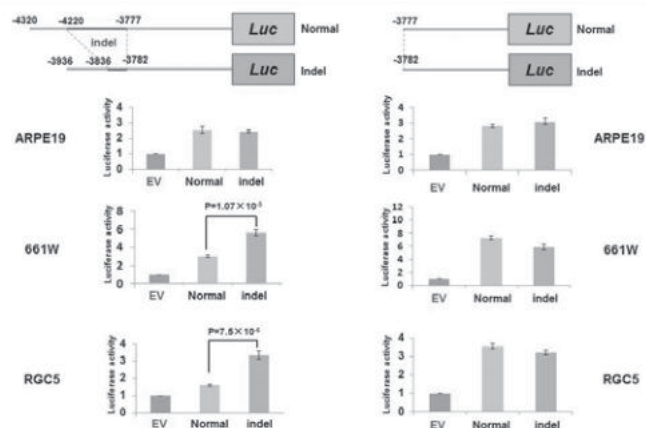 -4320 -4220 -3777
Luc Normal
indel
-3936 -3836 -3782
Luc Indel
-3777
Luc Normal
-3782
Luc Indel
ARPE19
Luciferase activity
4
3
2
1
0
EV Normal indel
Luciferase activity
4
3
2
1
0
EV Normal indel
ARPE19
661W
Luciferase activity
8
6
4
2
0
P=1.07×10
EV Normal indel
Luciferase activity
12
10
8
6
4
2
0
EV Normal indel
661W
RGC5
Luciferase activity
4
3
2
1
0
P=7.5×10
EV Normal indel
Luciferase activity
4
3
2
1
0
EV Normal indel
RGC5